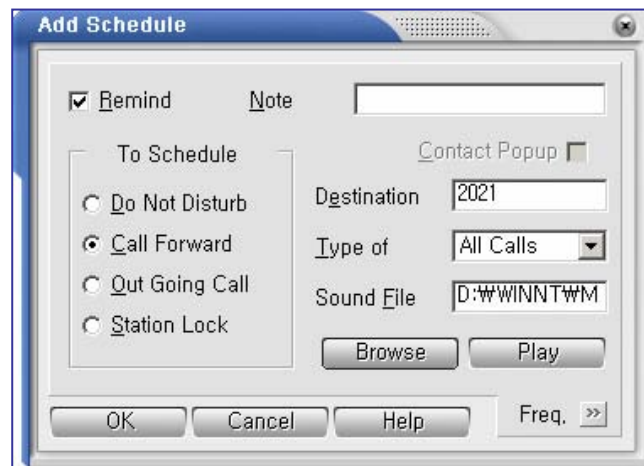 Add Schedule
Remind Note
To Schedule
Contact Popup
Do Not Disturb
Destination 2021
Call Forward
Type of All Calls
Out Going Call
Sound File D:₩WINNT₩M
Station Lock
Browse Play
OK Cancel Help Freq. >>